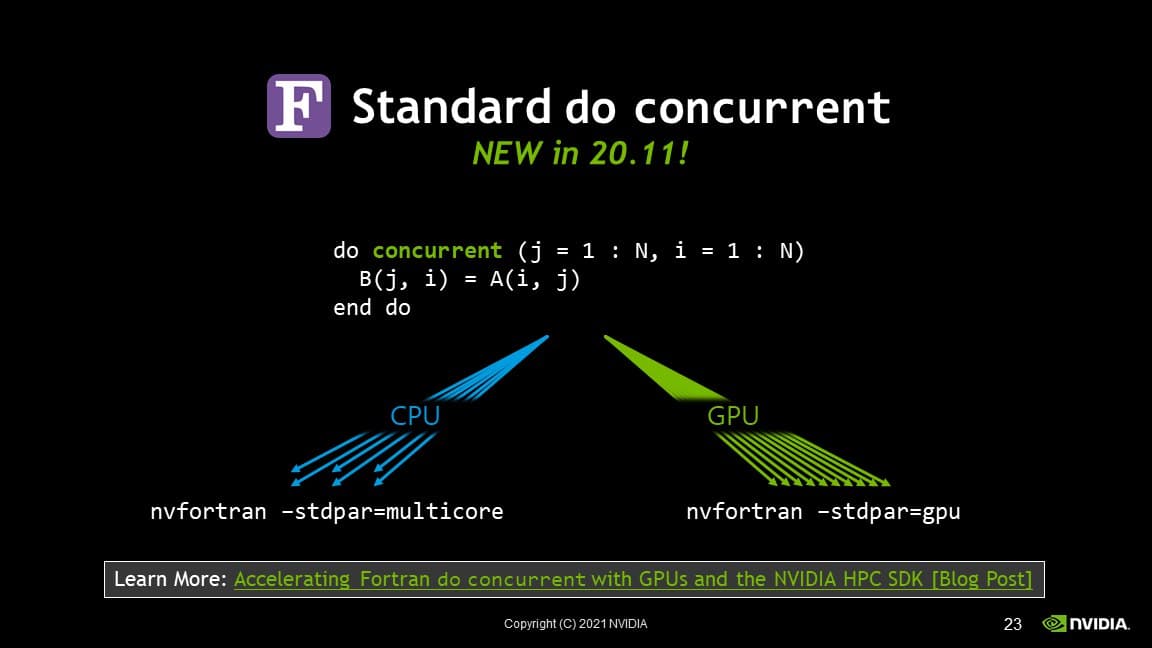 F Standard do concurrent
NEW in 20.11!
do concurrent (j = 1 : N, i = 1 : N)
B(j, i) = A(i, j)
end do
CPU
GPU
nvfortran –stdpar=multicore
nvfortran –stdpar=gpu
Learn More: Accelerating Fortran do concurrent with GPUs and the NVIDIA HPC SDK [Blog Post]
Copyright (C) 2021 NVIDIA
23
NVIDIA.